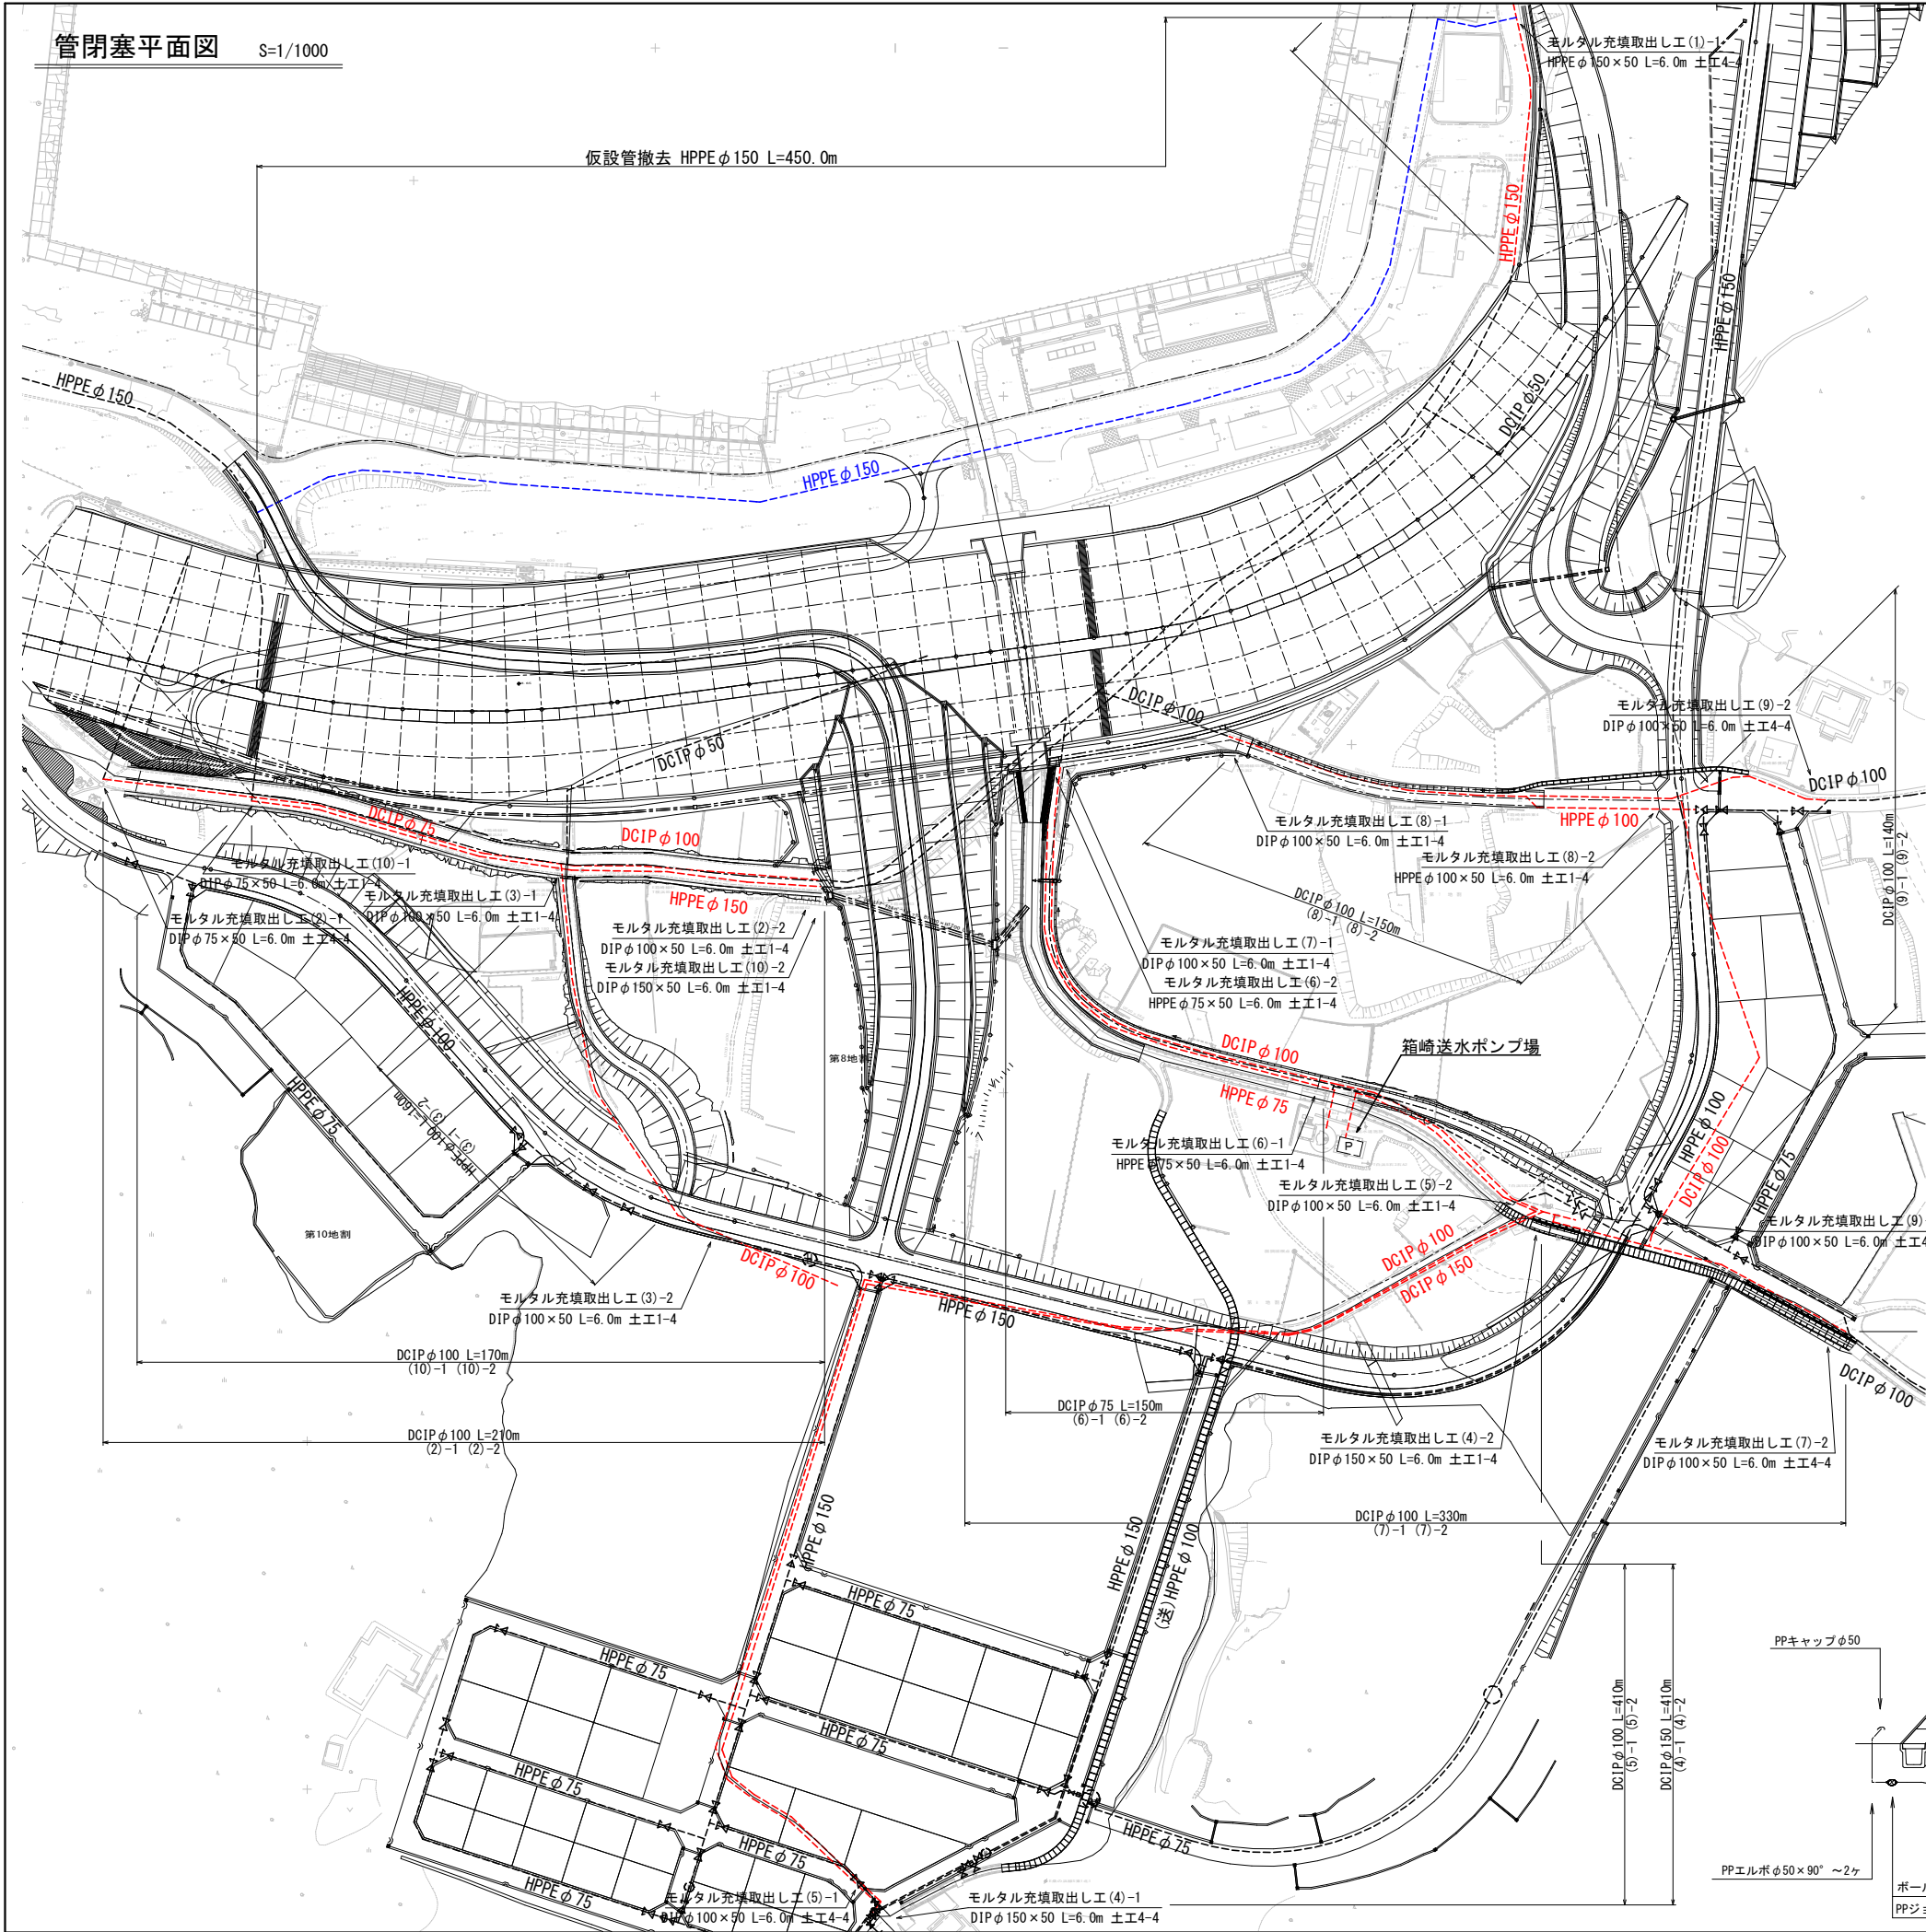 管閉塞平面図 S=1/1000
モルタル充填取出し工(1)-1
HPPEφ150×50 L=6.0m 土工4-4
仮設管撤去 HPPEφ150 L=450.0m
HPPEφ150
HPPEφ150
HPPEφ150
HPPEφ150
DCIPφ50
DCIPφ100
DCIPφ50
モルタル充填取出し工(9)-2
DIPφ100×50 L=6.0m 土工4-4
DCIPφ100
DCIPφ75
DCIPφ100
HPPEφ150
HPPEφ100
モルタル充填取出し工(8)-1
DIPφ100×50 L=6.0m 土工1-4
モルタル充填取出し工(8)-2
HPPEφ100×50 L=6.0m 土工1-4
DCIPφ100 L=140m
(9)-1 (9)-2
モルタル充填取出し工(10)-1
DIPφ75×50 L=6.0m 土工1-4
モルタル充填取出し工(3)-1
DIPφ100×50 L=6.0m 土工1-4
モルタル充填取出し工(2)-1
DIPφ75×50 L=6.0m 土工4-4
モルタル充填取出し工(2)-2
DIPφ100×50 L=6.0m 土工1-4
モルタル充填取出し工(10)-2
DIPφ150×50 L=6.0m 土工1-4
DCIPφ100 L=150m
(8)-1 (8)-2
モルタル充填取出し工(7)-1
DIPφ100×50 L=6.0m 土工1-4
モルタル充填取出し工(6)-2
HPPEφ75×50 L=6.0m 土工1-4
HPPEφ100
第8地割
DCIPφ100
箱崎送水ポンプ場
HPPEφ75
P
HPPEφ75
HPPEφ100 L=160m
(3)-1 (3)-2
モルタル充填取出し工(6)-1
HPPEφ75×50 L=6.0m 土工1-4
モルタル充填取出し工(5)-2
DIPφ100×50 L=6.0m 土工1-4
HPPEφ100
DCIPφ100
HPPEφ75
モルタル充填取出し工(9)
DIPφ100×50 L=6.0m 土工4
第10地割
DCIPφ100
DCIPφ100
DCIPφ150
モルタル充填取出し工(3)-2
DIPφ100×50 L=6.0m 土工1-4
HPPEφ150
DCIPφ100 L=170m
(10)-1 (10)-2
DCIPφ100
DCIPφ75 L=150m
(6)-1 (6)-2
DCIPφ100 L=210m
(2)-1 (2)-2
モルタル充填取出し工(4)-2
DIPφ150×50 L=6.0m 土工1-4
モルタル充填取出し工(7)-2
DIPφ100×50 L=6.0m 土工4-4
DCIPφ100 L=330m
(7)-1 (7)-2
HPPEφ150
HPPEφ150
(送)HPPEφ100
HPPEφ75
HPPEφ75
HPPEφ75
HPPEφ75
HPPEφ75
HPPEφ75
HPPEφ75
DCIPφ100 L=410m
(5)-1 (5)-2
DCIPφ150 L=410m
(4)-1 (4)-2
PPキャップφ50
PPエルボφ50×90° ～2ヶ
ボール
PPジョ
モルタル充填取出し工(5)-1
DIPφ100×50 L=6.0m 土工4-4
モルタル充填取出し工(4)-1
DIPφ150×50 L=6.0m 土工4-4